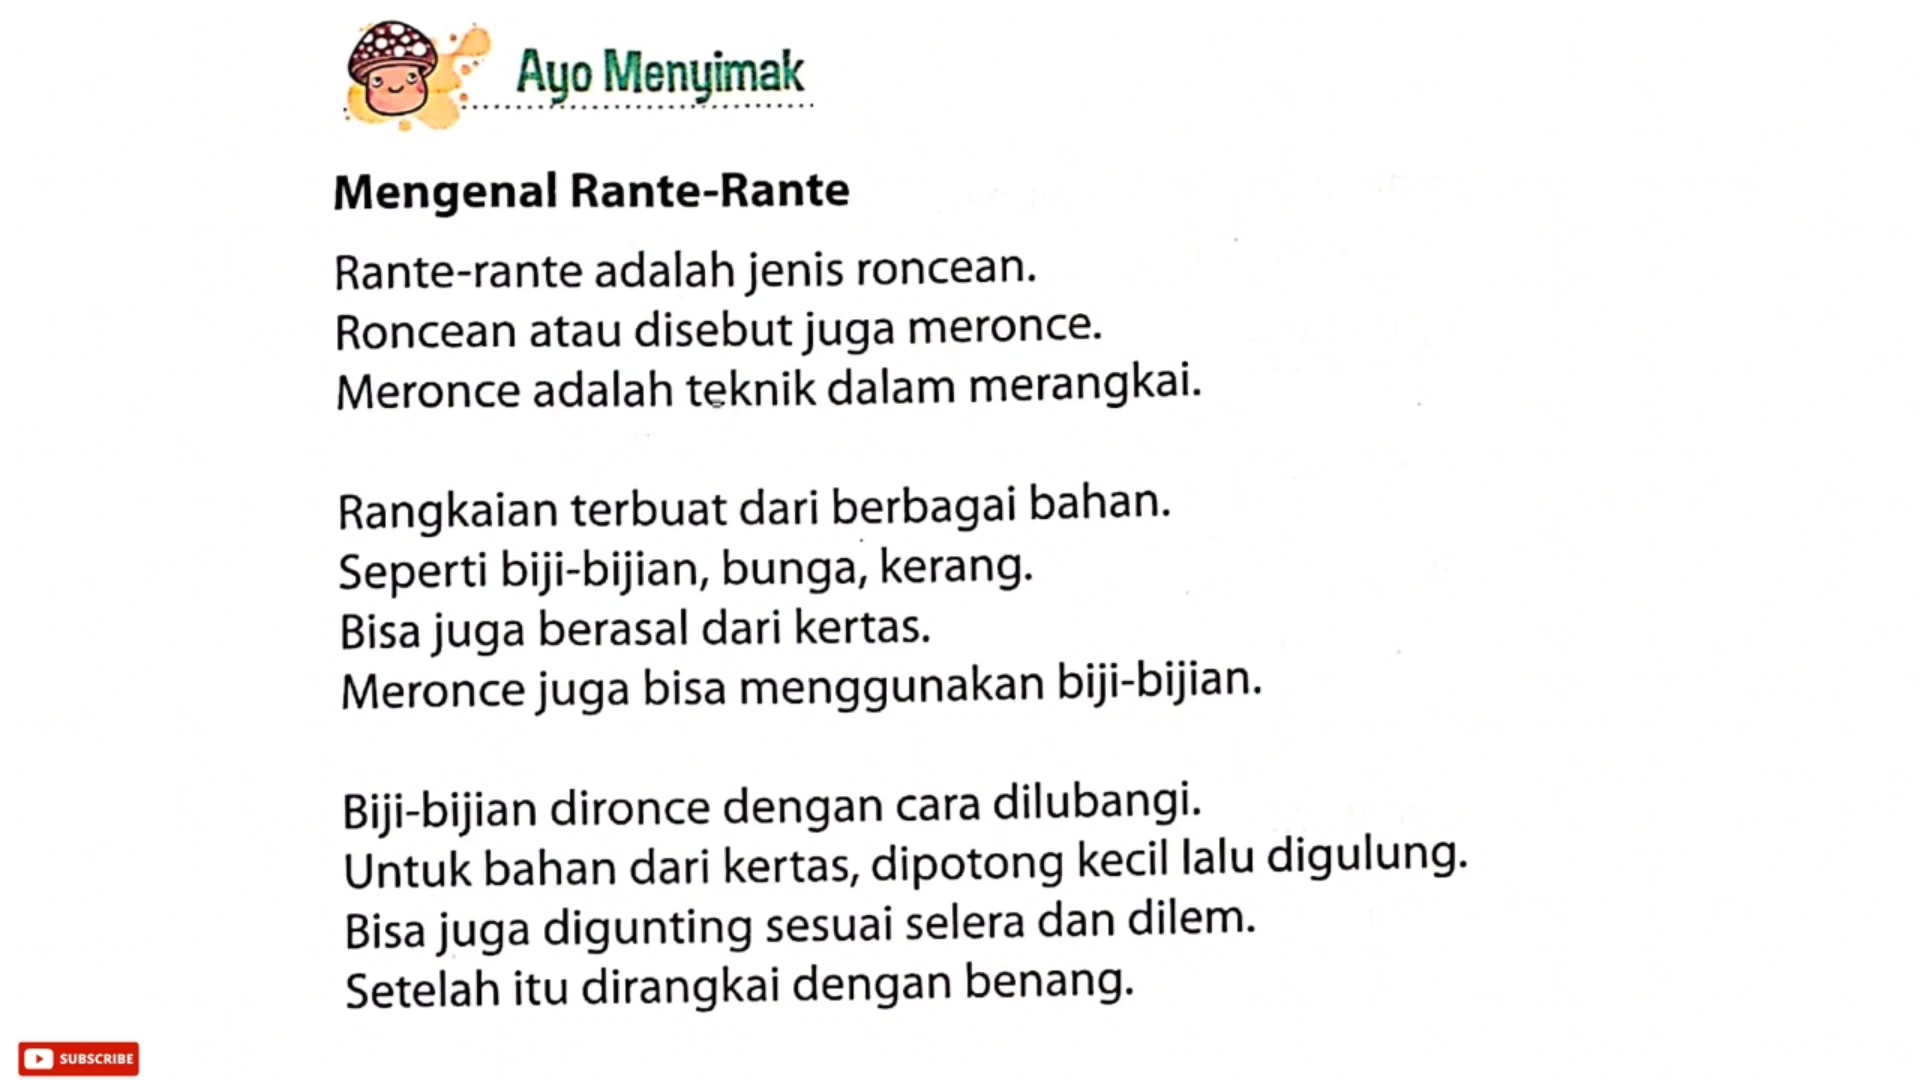 Ayo Menyimak
Mengenal Rante-Rante
Rante-rante adalah jenis roncean.
Roncean atau disebut juga meronce.
Meronce adalah teknik dalam merangkai.
Rangkaian terbuat dari berbagai bahan.
Seperti biji-bijian, bunga, kerang.
Bisa juga berasal dari kertas.
Meronce juga bisa menggunakan biji-bijian.
Biji-bijian dironce dengan cara dilubangi.
Untuk bahan dari kertas, dipotong kecil lalu digulung.
Bisa juga digunting sesuai selera dan dilem.
Setelah itu dirangkai dengan benang.
SUBSCRIBE